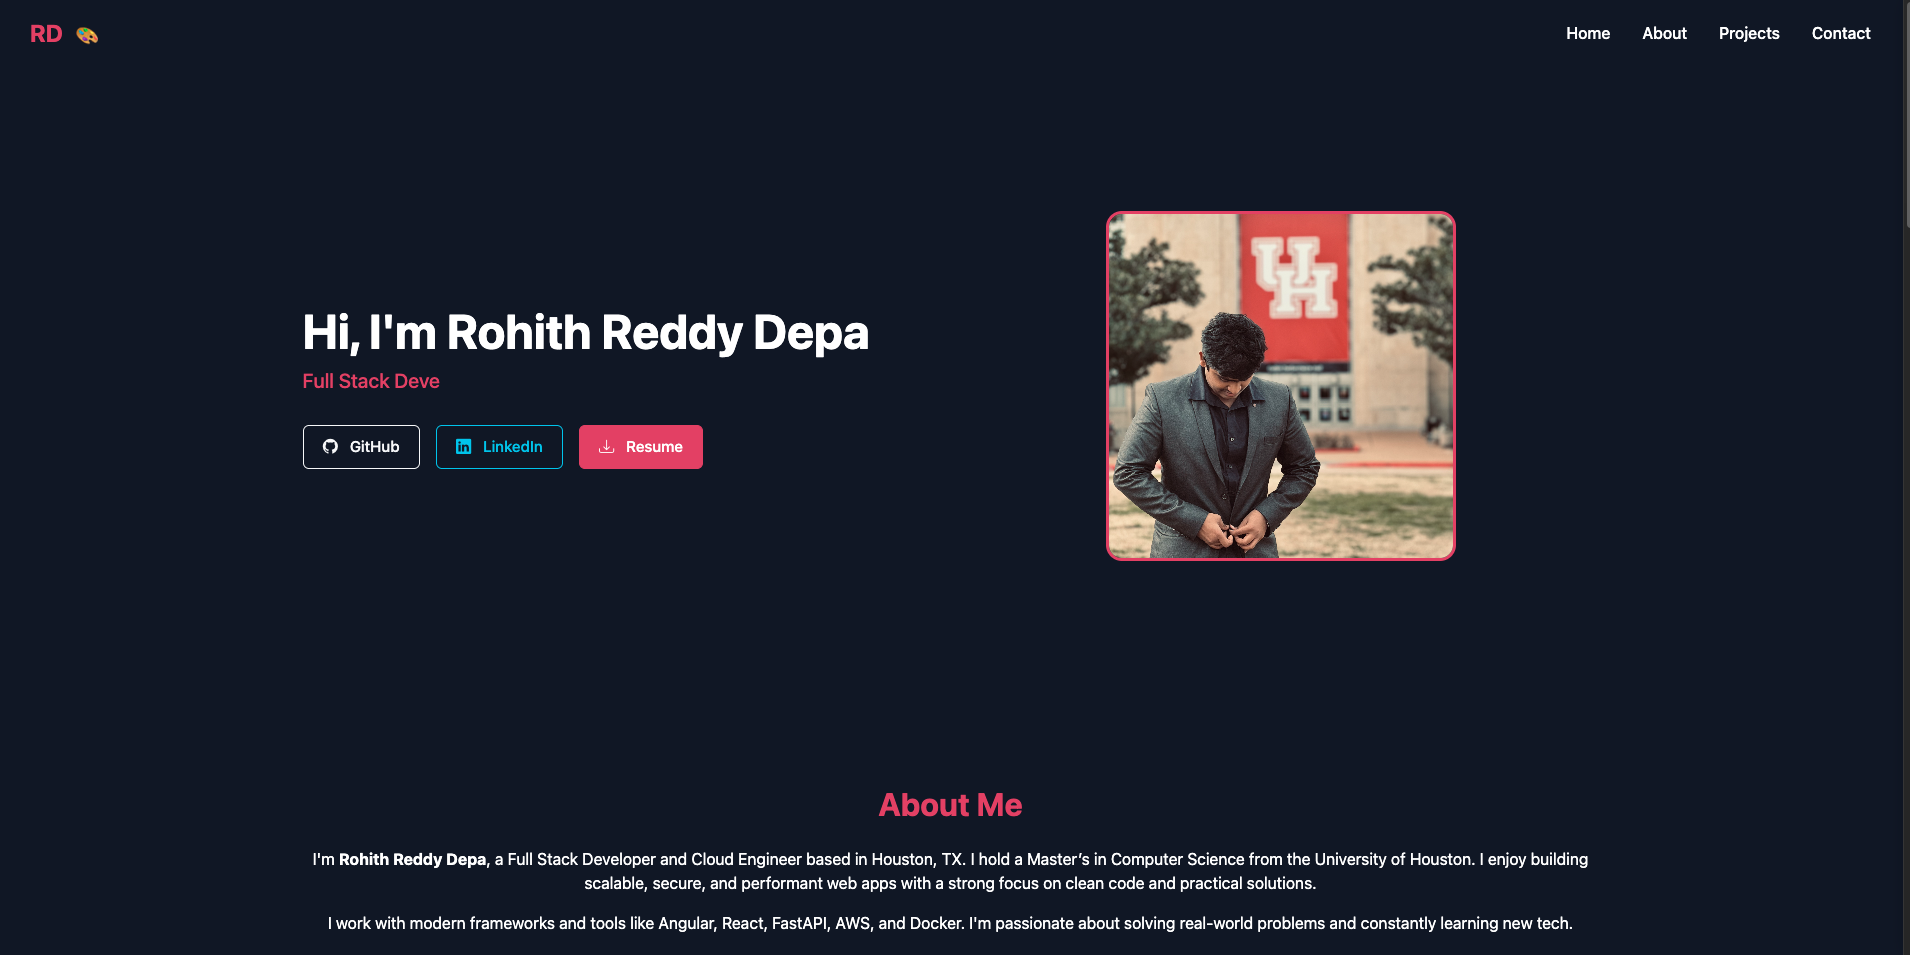 RD
Home
About
Projects
Contact
UH
Hi, I'm Rohith Reddy Depa
Full Stack Deve
GitHub
LinkedIn
Resume
About Me
I'm Rohith Reddy Depa, a Full Stack Developer and Cloud Engineer based in Houston, TX. I hold a Master’s in Computer Science from the University of Houston. I enjoy building
scalable, secure, and performant web apps with a strong focus on clean code and practical solutions.
I work with modern frameworks and tools like Angular, React, FastAPI, AWS, and Docker. I'm passionate about solving real-world problems and constantly learning new tech.